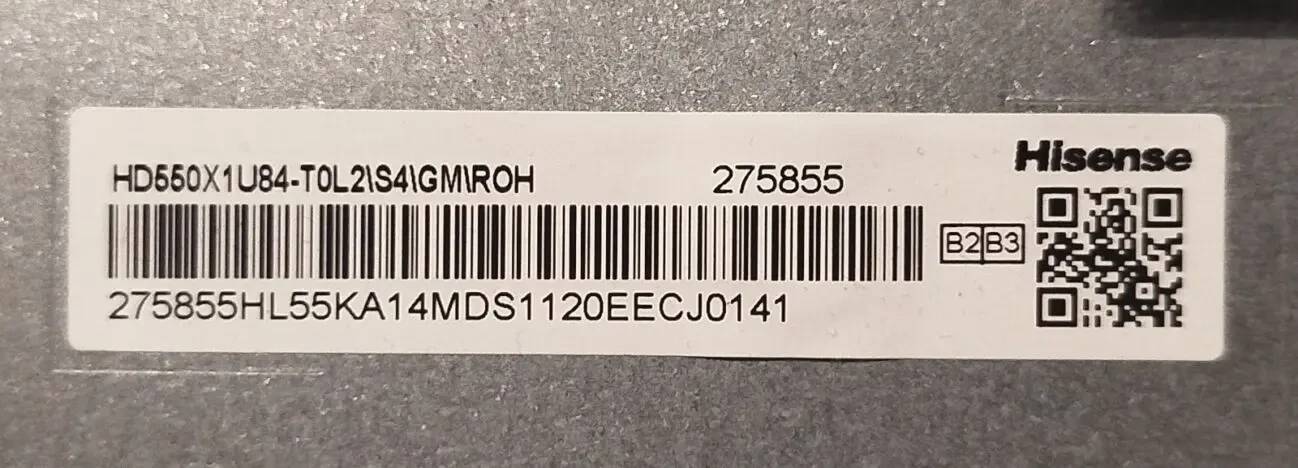 Hisense
HD550X1U84-T0L2\S4\GM\ROH 275855
B2 B3
275855HL55KA14MDS1120EECJ0141